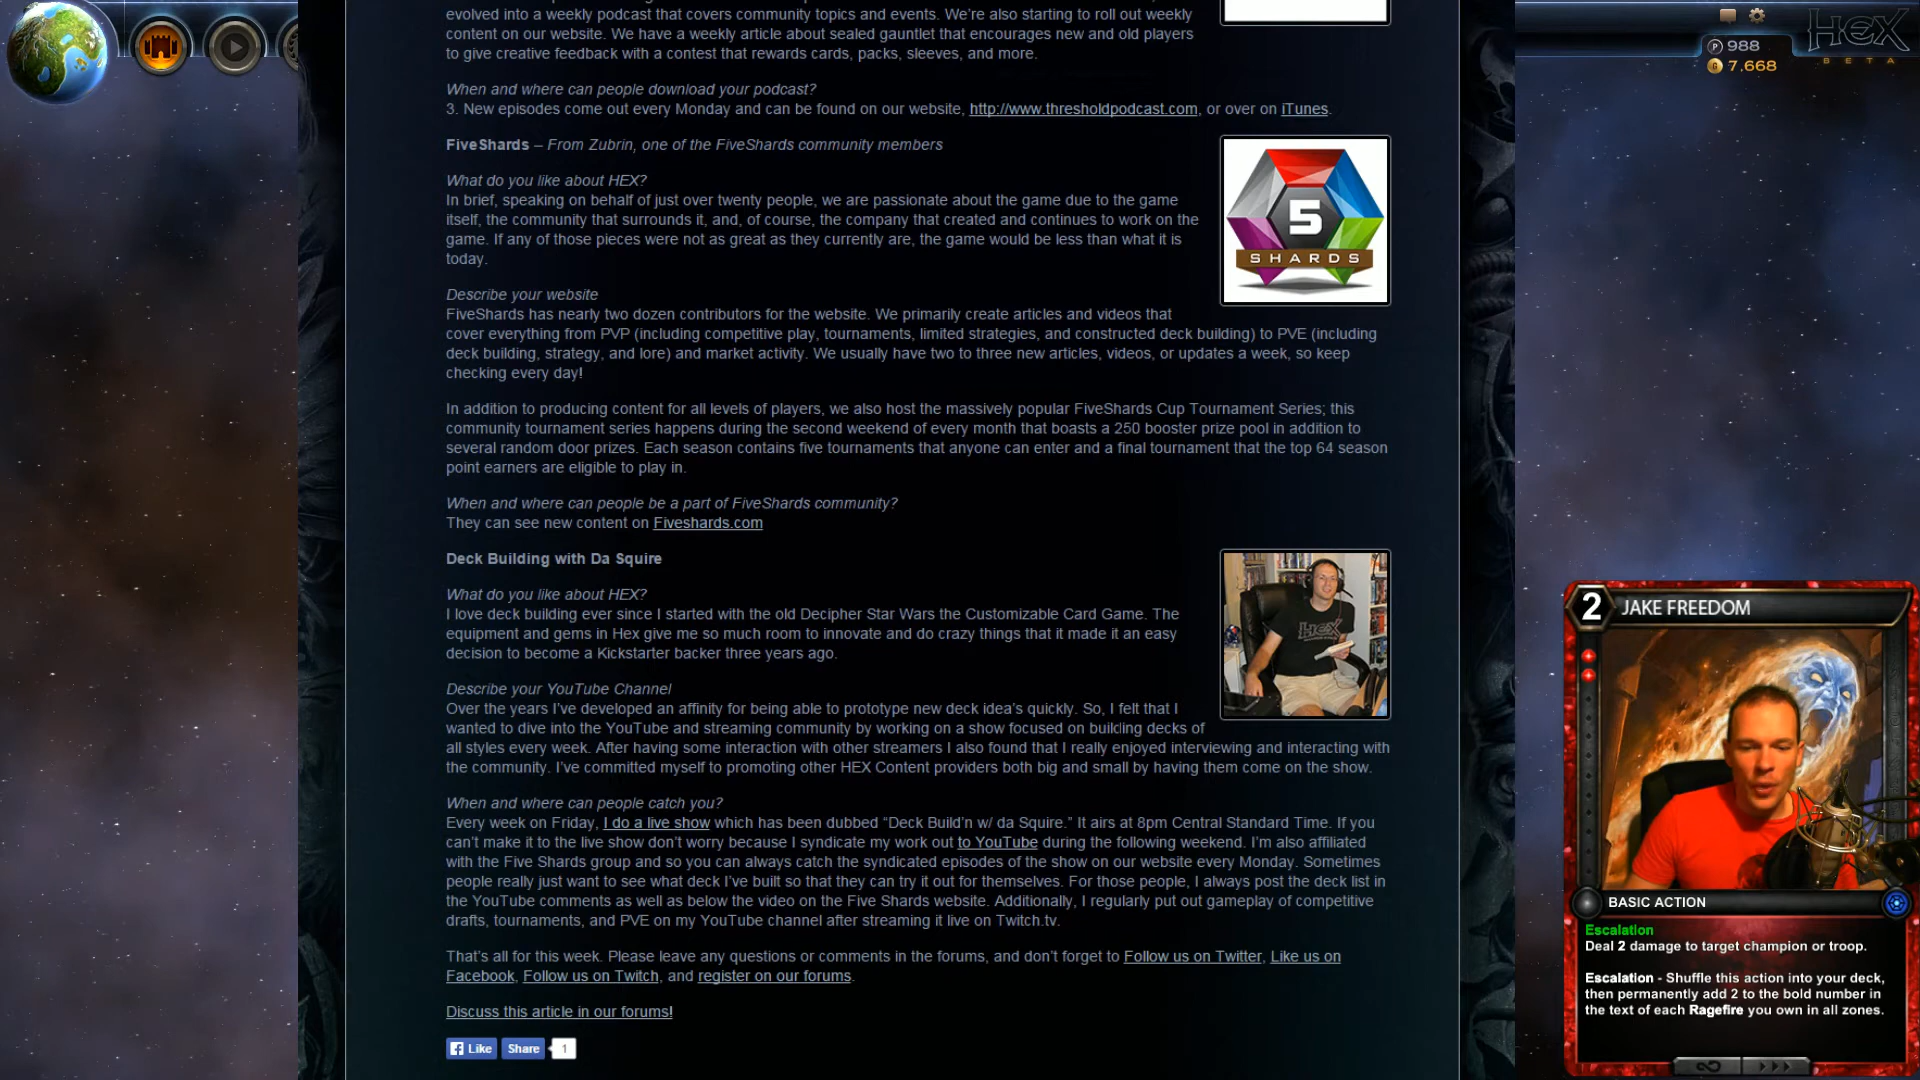 evolved into a weekly podcast that covers community topics and events. We're also starting to roll out weekly
content on our website. We have a weekly article about sealed gauntlet that encourages new and old players
to give creative feedback with a contest that rewards cards, packs, sleeves, and more.
When and where can people download your podcast?
3. New episodes come out every Monday and can be found on our website, http://www.thresholdpodcast.com, or over on iTunes.
FiveShards – From Zubrin, one of the FiveShards community members
What do you like about HEX?
In brief, speaking on behalf of just over twenty people, we are passionate about the game due to the game
itself, the community that surrounds it, and, of course, the company that created and continues to work on the
game. If any of those pieces were not as great as they currently are, the game would be less than what it is
today.
5
SHARDS
Describe your website
FiveShards has nearly two dozen contributors for the website. We primarily create articles and videos that
cover everything from PVP (including competitive play, tournaments, limited strategies, and constructed deck building) to PVE (including
deck building, strategy, and lore) and market activity. We usually have two to three new articles, videos, or updates a week, so keep
checking every day!
In addition to producing content for all levels of players, we also host the massively popular FiveShards Cup Tournament Series; this
community tournament series happens during the second weekend of every month that boasts a 250 booster prize pool in addition to
several random door prizes. Each season contains five tournaments that anyone can enter and a final tournament that the top 64 season
point earners are eligible to play in.
When and where can people be a part of FiveShards community?
They can see new content on Fiveshards.com
Deck Building with Da Squire
What do you like about HEX?
I love deck building ever since I started with the old Decipher Star Wars the Customizable Card Game. The
equipment and gems in Hex give me so much room to innovate and do crazy things that it made it an easy
decision to become a Kickstarter backer three years ago.
HEX
Describe your YouTube Channel
Over the years I've developed an affinity for being able to prototype new deck idea's quickly. So, I felt that I
wanted to dive into the YouTube and streaming community by working on a show focused on building decks of
all styles every week. After having some interaction with other streamers I also found that I really enjoyed interviewing and interacting with
the community. I've committed myself to promoting other HEX Content providers both big and small by having them come on the show.
When and where can people catch you?
Every week on Friday, I do a live show which has been dubbed “Deck Build'n w/ da Squire.” It airs at 8pm Central Standard Time. If you
can't make it to the live show don't worry because I syndicate my work out to YouTube during the following weekend. I'm also affiliated
with the Five Shards group and so you can always catch the syndicated episodes of the show on our website every Monday. Sometimes
people really just want to see what deck I've built so that they can try it out for themselves. For those people, I always post the deck list in
the YouTube comments as well as below the video on the Five Shards website. Additionally, I regularly put out gameplay of competitive
drafts, tournaments, and PVE on my YouTube channel after streaming it live on Twitch.tv.
That's all for this week. Please leave any questions or comments in the forums, and don't forget to Follow us on Twitter, Like us on
Facebook, Follow us on Twitch, and register on our forums.
Discuss this article in our forums!
Like Share 1
HEX
BETA
P 988
G 7,668
2 JAKE FREEDOM
BASIC ACTION
Escalation
Deal 2 damage to target champion or troop.
Escalation - Shuffle this action into your deck,
then permanently add 2 to the bold number in
the text of each Ragefire you own in all zones.